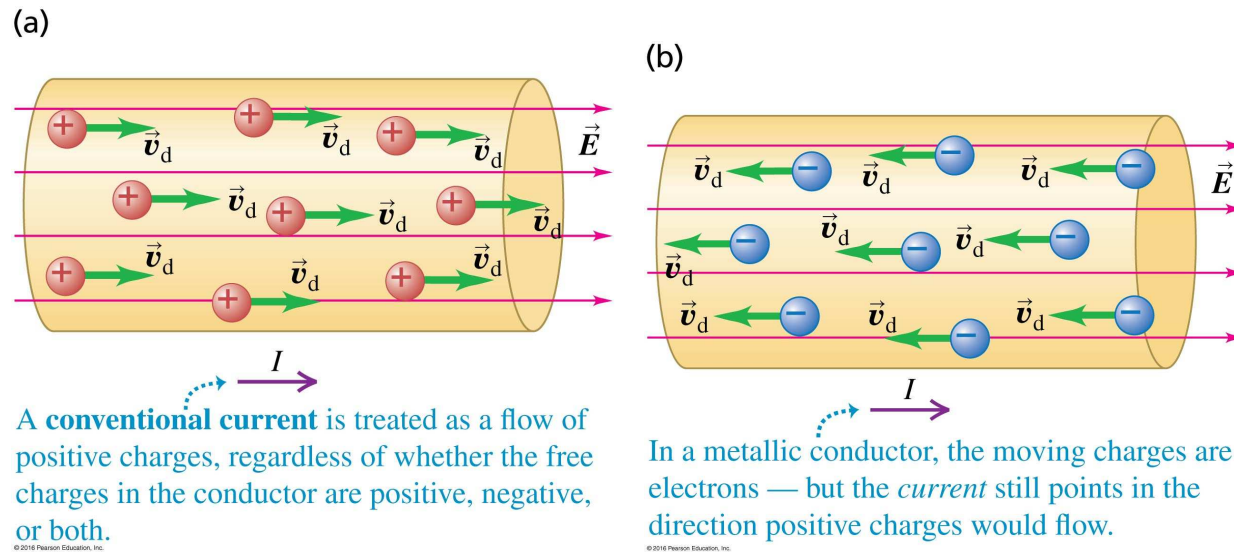 (a)
+ + +
v⃗d v⃗d v⃗d E⃗
+ + +
v⃗d v⃗d v⃗d
+ + +
v⃗d v⃗d v⃗d
I
A conventional current is treated as a flow of
positive charges, regardless of whether the free
charges in the conductor are positive, negative,
or both.
© 2016 Pearson Education, Inc.
(b)
− − −
v⃗d v⃗d v⃗d E⃗
− − −
v⃗d v⃗d v⃗d
− − −
v⃗d v⃗d v⃗d
I
In a metallic conductor, the moving charges are
electrons — but the current still points in the
direction positive charges would flow.
© 2016 Pearson Education, Inc.